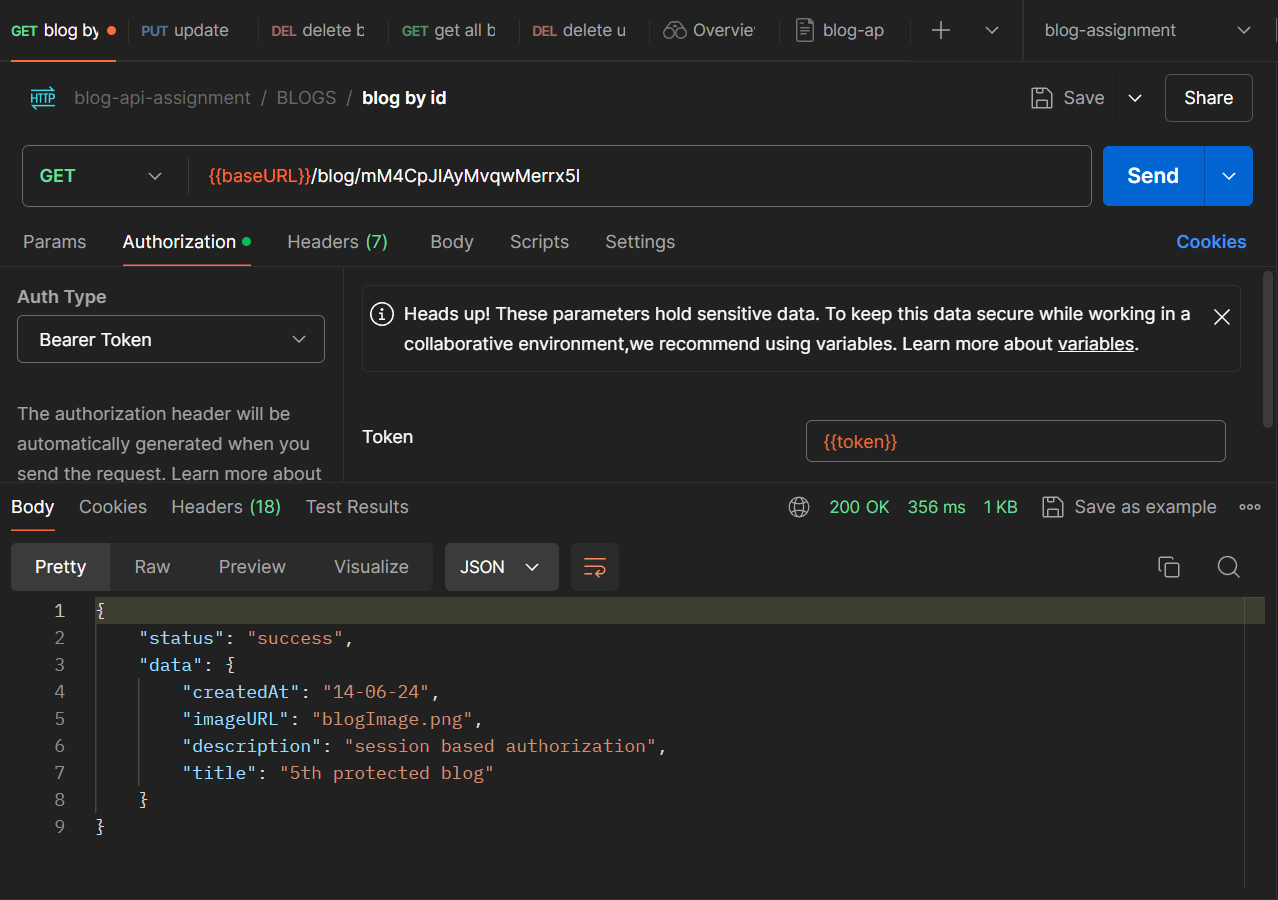 GET blog by PUT update DEL delete b GET get all b DEL delete u Overvie blog-ap blog-assignment
HTTP blog-api-assignment / BLOGS / blog by id Save Share
GET {{baseURL}}/blog/mM4CpJlAyMvqwMerrx5l Send
Params Authorization Headers (7) Body Scripts Settings Cookies
Auth Type
Bearer Token
The authorization header will be
automatically generated when you
send the request. Learn more about
Heads up! These parameters hold sensitive data. To keep this data secure while working in a
collaborative environment,we recommend using variables. Learn more about variables.
Token {{token}}
Body Cookies Headers (18) Test Results 200 OK 356 ms 1 KB Save as example
Pretty Raw Preview Visualize JSON
1 {
2 "status": "success",
3 "data": {
4 "createdAt": "14-06-24",
5 "imageURL": "blogImage.png",
6 "description": "session based authorization",
7 "title": "5th protected blog"
8 }
9 }